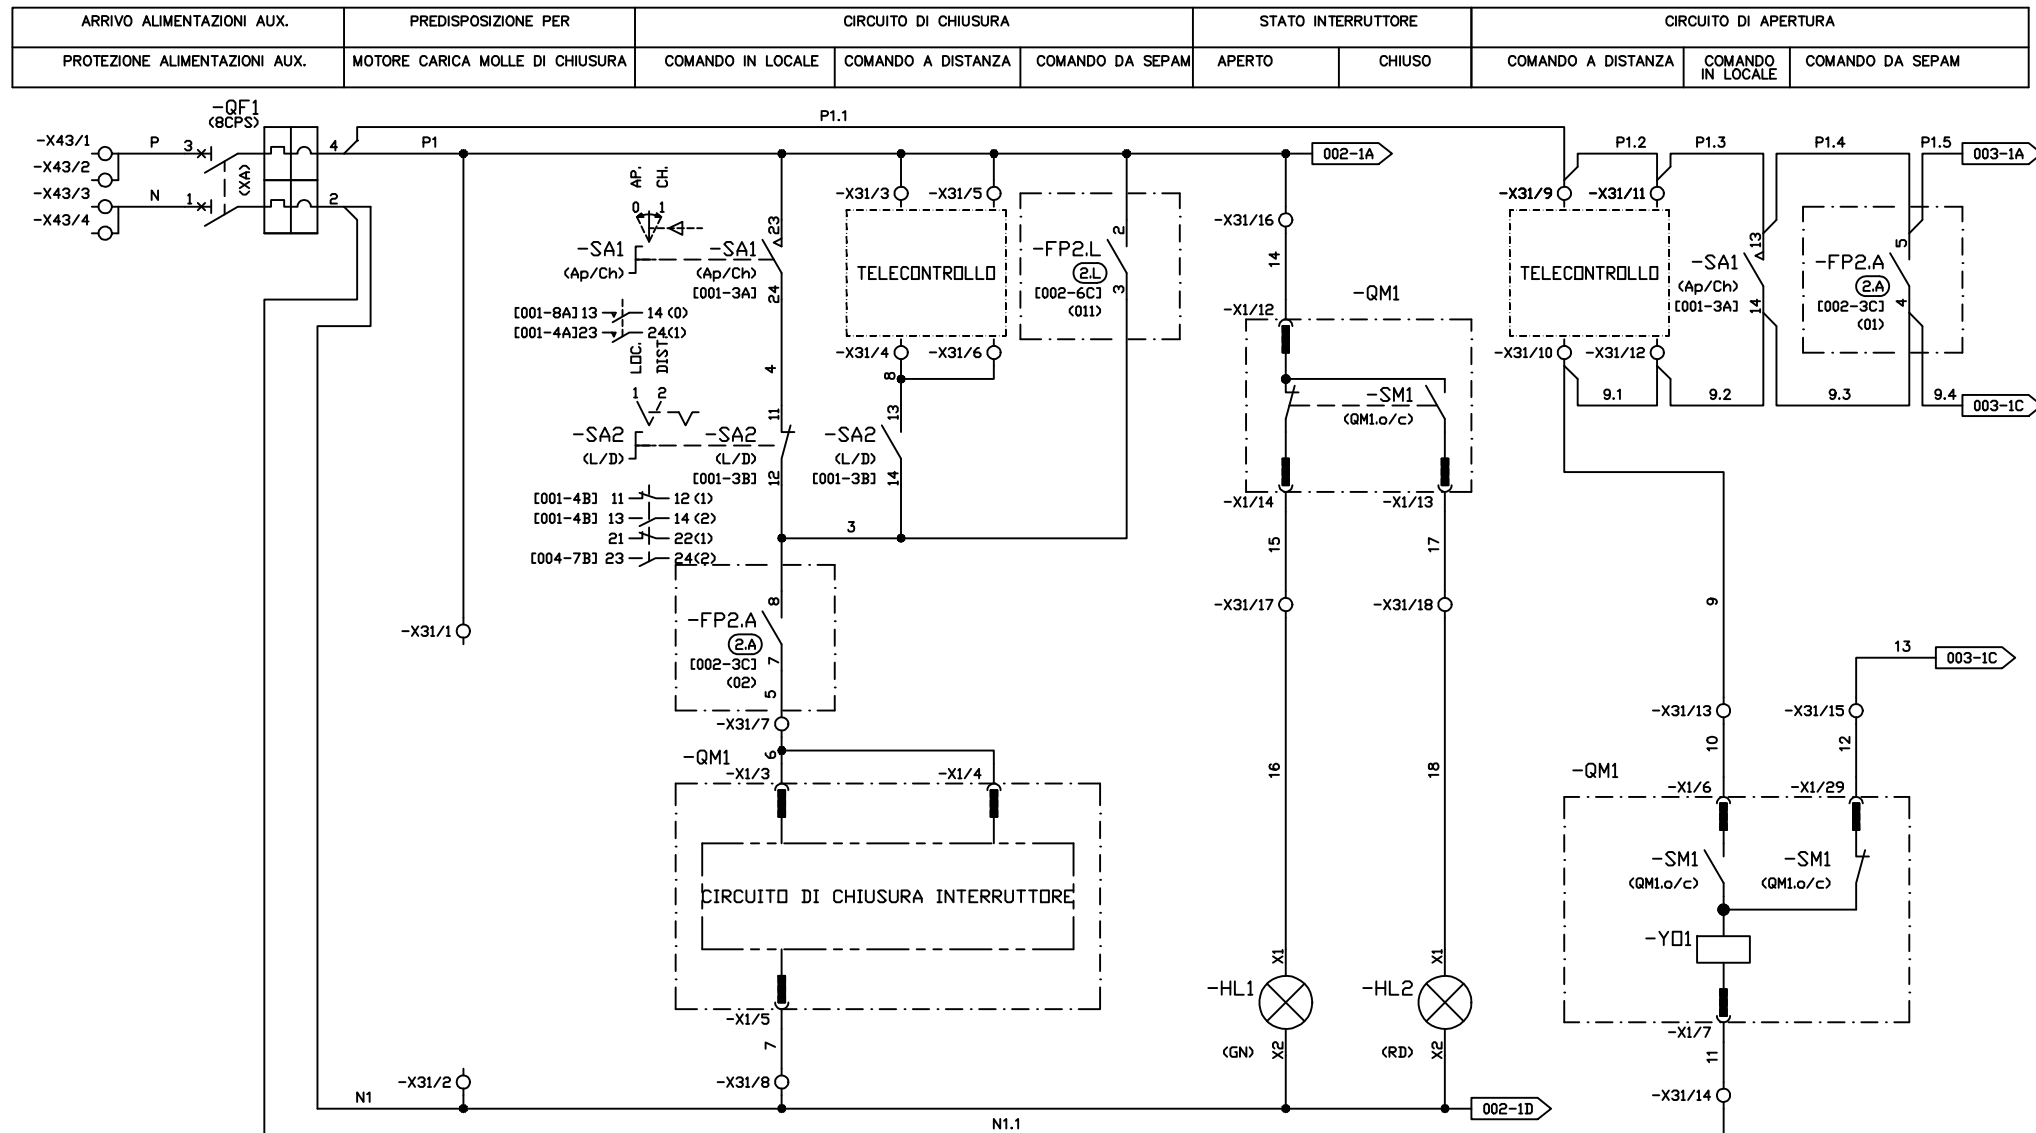 ARRIVO ALIMENTAZIONI AUX.
PREDISPOSIZIONE PER
CIRCUITO DI CHIUSURA
STATO INTERRUTTORE
CIRCUITO DI APERTURA
PROTEZIONE ALIMENTAZIONI AUX.
MOTORE CARICA MOLLE DI CHIUSURA
COMANDO IN LOCALE
COMANDO A DISTANZA
COMANDO DA SEPAM
APERTO
CHIUSO
COMANDO A DISTANZA
COMANDO
IN LOCALE
COMANDO DA SEPAM
-QF1
(8CPS)
-X43/1
-X43/2
-X43/3
-X43/4
P
N
3
1
(XA)
4
2
P1
P1.1
002-1A
P1.2
P1.3
P1.4
P1.5
003-1A
AP.
CH.
0
1
-SA1
(Ap/Ch)
-SA1
(Ap/Ch)
[001-3A]
23
24
[001-8A] 13
14 (0)
[001-4A]23
24(1)
LOC.
DIST.
1
2
-SA2
(L/D)
-SA2
(L/D)
[001-3B]
4
11
12
[001-4B] 11
12 (1)
[001-4B] 13
14 (2)
21
22(1)
[004-7B] 23
24(2)
-X31/3
-X31/5
TELECONTROLLO
-X31/4
-X31/6
8
13
-SA2
(L/D)
[001-3B]
14
3
-FP2.L
2.L
[002-6C]
(011)
2
3
-X31/16
14
-X1/12
-QM1
-SM1
(QM1.o/c)
-X1/14
-X1/13
15
17
-X31/17
-X31/18
16
18
X1
X1
-HL1
-HL2
(GN)
(RD)
X2
X2
-X31/9
-X31/11
TELECONTROLLO
-X31/10
-X31/12
-SA1
(Ap/Ch)
[001-3A]
13
14
-FP2.A
2.A
[002-3C]
(01)
5
4
9.1
9.2
9.3
9.4
003-1C
9
13
003-1C
-X31/1
-FP2.A
2.A
[002-3C]
(02)
8
7
5
-X31/7
6
-QM1
-X1/3
-X1/4
CIRCUITO DI CHIUSURA INTERRUTTORE
-X1/5
7
-X31/2
-X31/8
N1
N1.1
002-1D
-X31/13
-X31/15
10
12
-QM1
-X1/6
-X1/29
-SM1
(QM1.o/c)
-SM1
(QM1.o/c)
-YO1
-X1/7
11
-X31/14